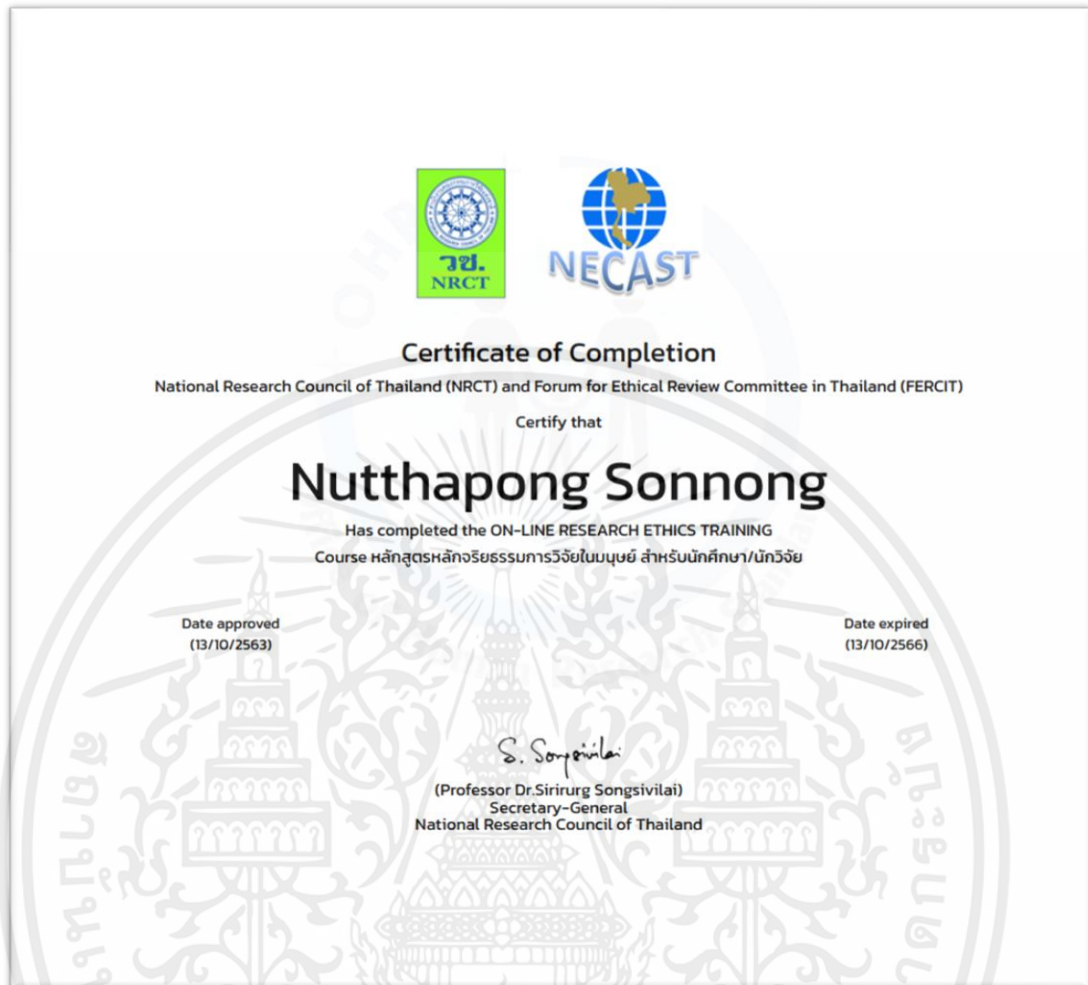 วช.
NRCT
NECAST
Certificate of Completion
National Research Council of Thailand (NRCT) and Forum for Ethical Review Committee in Thailand (FERCIT)
Certify that
Nutthapong Sonnong
Has completed the ON-LINE RESEARCH ETHICS TRAINING
Course หลักสูตรหลักจริยธรรมการวิจัยในมนุษย์ สำหรับนักศึกษา/นักวิจัย
Date approved
(13/10/2563)
Date expired
(13/10/2566)
S. Songsivilai
(Professor Dr.Sirirurg Songsivilai)
Secretary-General
National Research Council of Thailand